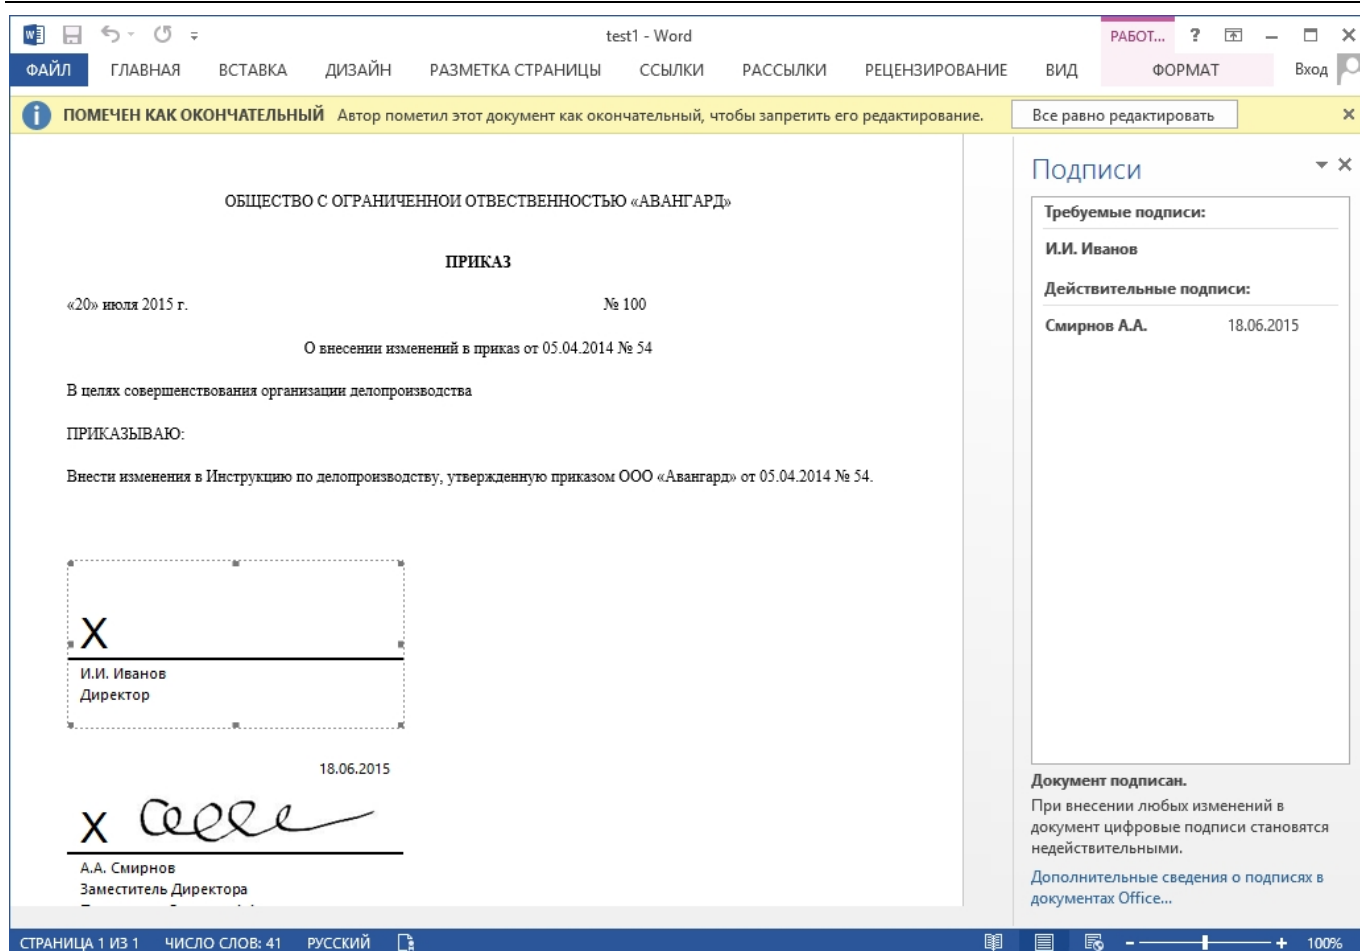 test1 - Word
РАБОТ... ?
ФАЙЛ ГЛАВНАЯ ВСТАВКА ДИЗАЙН РАЗМЕТКА СТРАНИЦЫ ССЫЛКИ РАССЫЛКИ РЕЦЕНЗИРОВАНИЕ ВИД ФОРМАТ Вход
ПОМЕЧЕН КАК ОКОНЧАТЕЛЬНЫЙ Автор пометил этот документ как окончательный, чтобы запретить его редактирование. Все равно редактировать
ОБЩЕСТВО С ОГРАНИЧЕННОИ ОТВЕСТВЕННОСТЬЮ «АВАНГАРД»
ПРИКАЗ
«20» июля 2015 г. № 100
О внесении изменений в приказ от 05.04.2014 № 54
В целях совершенствования организации делопроизводства
ПРИКАЗЫВАЮ:
Внести изменения в Инструкцию по делопроизводству, утвержденную приказом ООО «Авангард» от 05.04.2014 № 54.
X
И.И. Иванов
Директор
18.06.2015
X
А.А. Смирнов
Заместитель Директора
Подписи
Требуемые подписи:
И.И. Иванов
Действительные подписи:
Смирнов А.А. 18.06.2015
Документ подписан.
При внесении любых изменений в
документ цифровые подписи становятся
недействительными.
Дополнительные сведения о подписях в
документах Office...
СТРАНИЦА 1 ИЗ 1 ЧИСЛО СЛОВ: 41 РУССКИЙ 100%